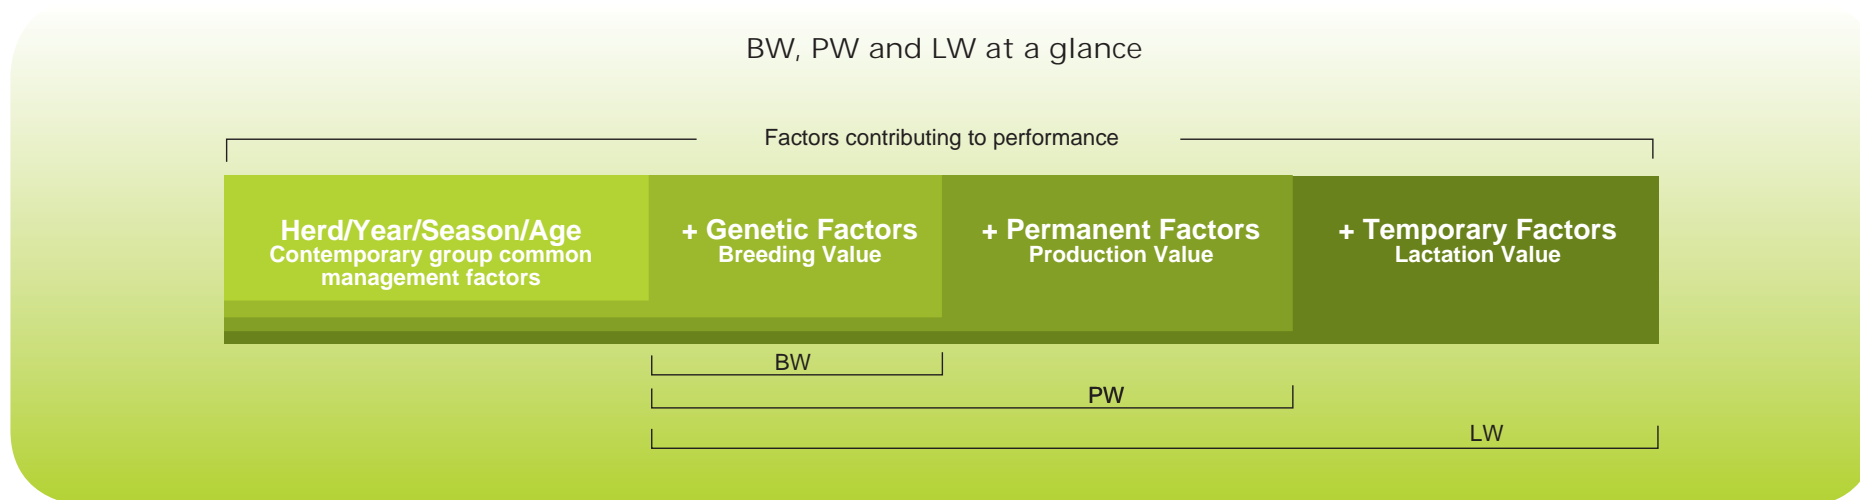 BW, PW and LW at a glance
Factors contributing to performance
Herd/Year/Season/Age
Contemporary group common
management factors
+ Genetic Factors
Breeding Value
+ Permanent Factors
Production Value
+ Temporary Factors
Lactation Value
BW
PW
LW